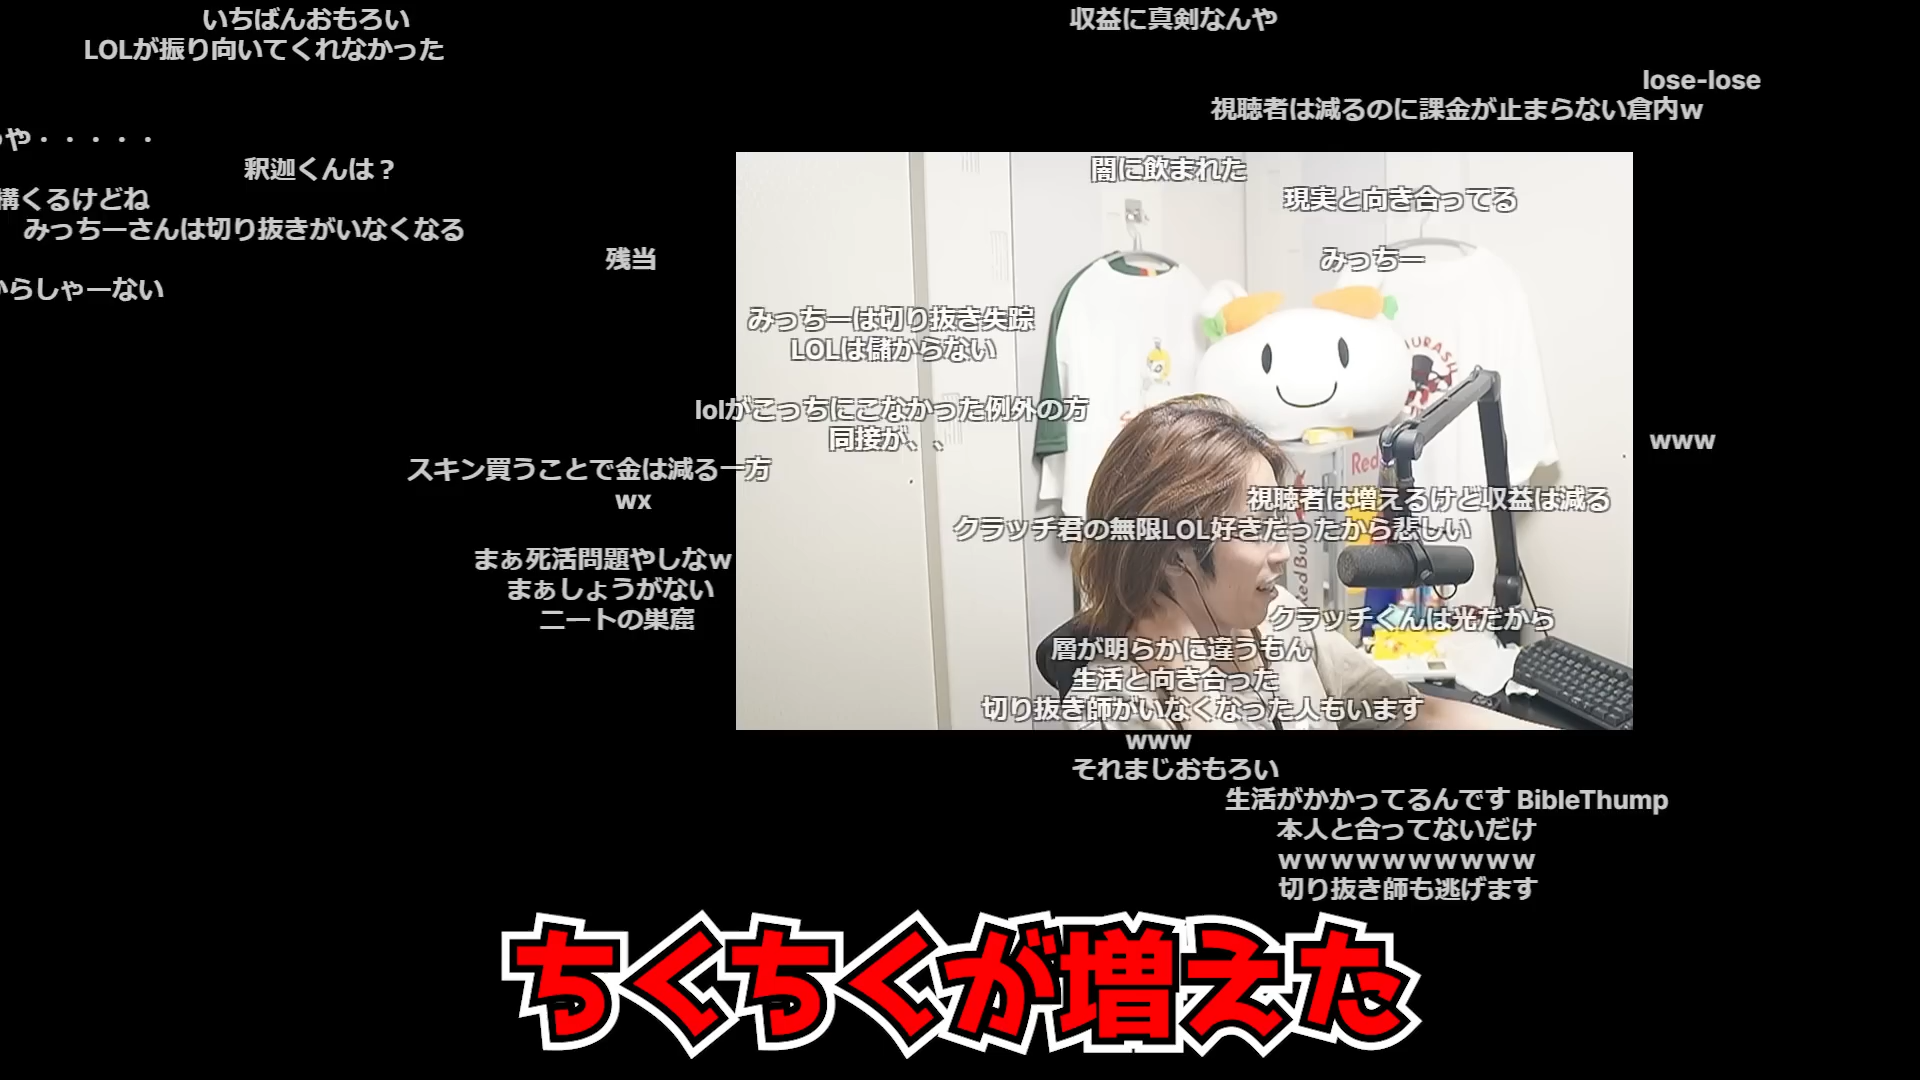 いちばんおもろい
収益に真剣なんや
LOLが振り向いてくれなかった
lose-lose
視聴者は減るのに課金が止まらない倉内w
や・・・・・
釈迦くんは？
闇に飲まれた
構くるけどね
現実と向き合ってる
みっちーさんは切り抜きがいなくなる
残当
みっちー
からしゃーない
みっちーは切り抜き失踪
LOLは儲からない
lolがこっちにこなかった例外の方
同接が、、
www
スキン買うことで金は減る一方
wx
視聴者は増えるけど収益は減る
クラッチ君の無限LOL好きだったから悲しい
まぁ死活問題やしなw
まぁしょうがない
ニートの巣窟
クラッチくんは光だから
層が明らかに違うもん
生活と向き合った
切り抜き師がいなくなった人もいます
www
それまじおもろい
生活がかかってるんです BibleThump
本人と合ってないだけ
ｗｗｗｗｗｗｗｗｗｗ
切り抜き師も逃げます
Red
RedBu
URASH
ちくちくが増えた